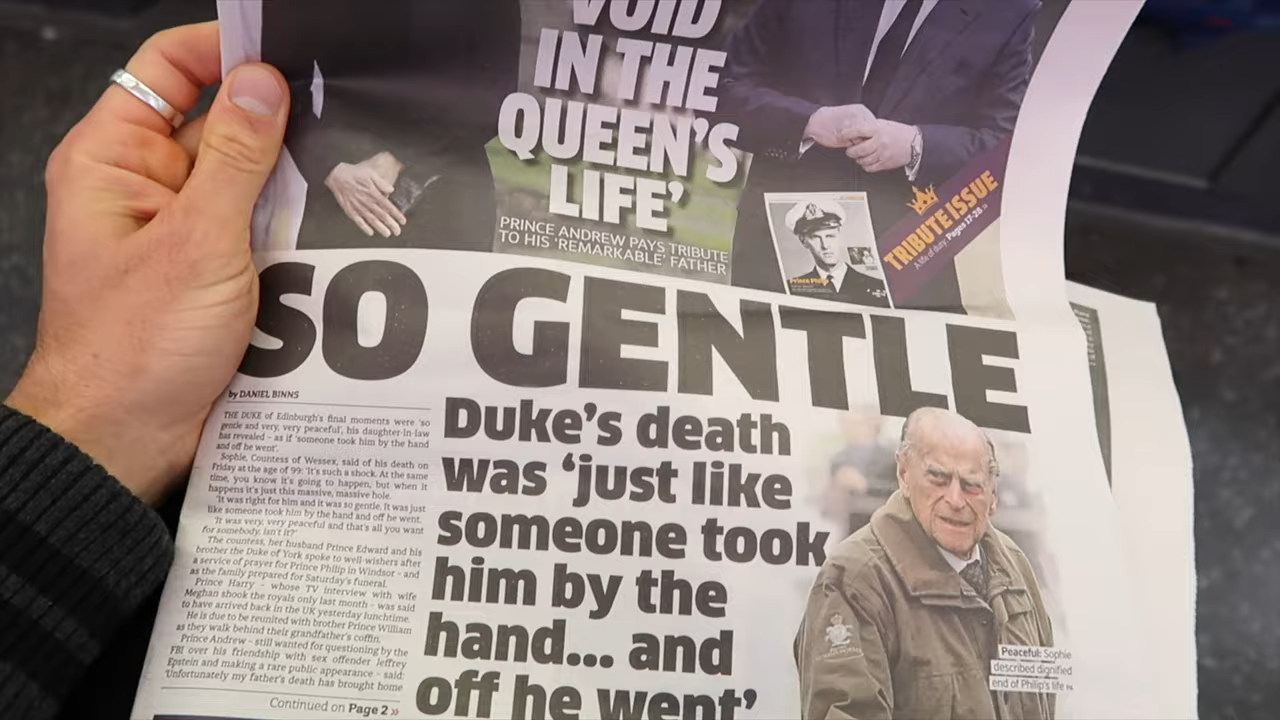 VOID
IN THE
QUEEN'S
LIFE'
PRINCE ANDREW PAYS TRIBUTE
TO HIS 'REMARKABLE' FATHER
Prince Philip
TRIBUTE ISSUE
A life of duty: Pages 17-28 »
SO GENTLE
by DANIEL BINNS
THE DUKE of Edinburgh's final moments were 'so
gentle and very, very peaceful', his daughter-in-law
has revealed - as if 'someone took him by the hand
and off he went'.
Sophie, Countess of Wessex, said of his death on
Friday at the age of 99: 'It's such a shock. At the same
time, you know it's going to happen, but when it
happens it's just this massive, massive hole.
'It was right for him and it was so gentle. It was just
like someone took him by the hand and off he went.
'It was very, very peaceful and that's all you want
for somebody, isn't it?'
The countess, her husband Prince Edward and his
brother the Duke of York spoke to well-wishers after
a service of prayer for Prince Philip in Windsor - and
as the family prepared for Saturday's funeral.
Prince Harry - whose TV interview with wife
Meghan shook the royals only last month - was said
to have arrived back in the UK yesterday lunchtime.
He is due to be reunited with brother Prince William
as they walk behind their grandfather's coffin.
Prince Andrew - still wanted for questioning by the
FBI over his friendship with sex offender Jeffrey
Epstein and making a rare public appearance - said:
'Unfortunately my father's death has brought home
Continued on Page 2 »
Duke's death
was 'just like
someone took
him by the
hand... and
off he went'
Peaceful: Sophie
described dignified
end of Philip's life